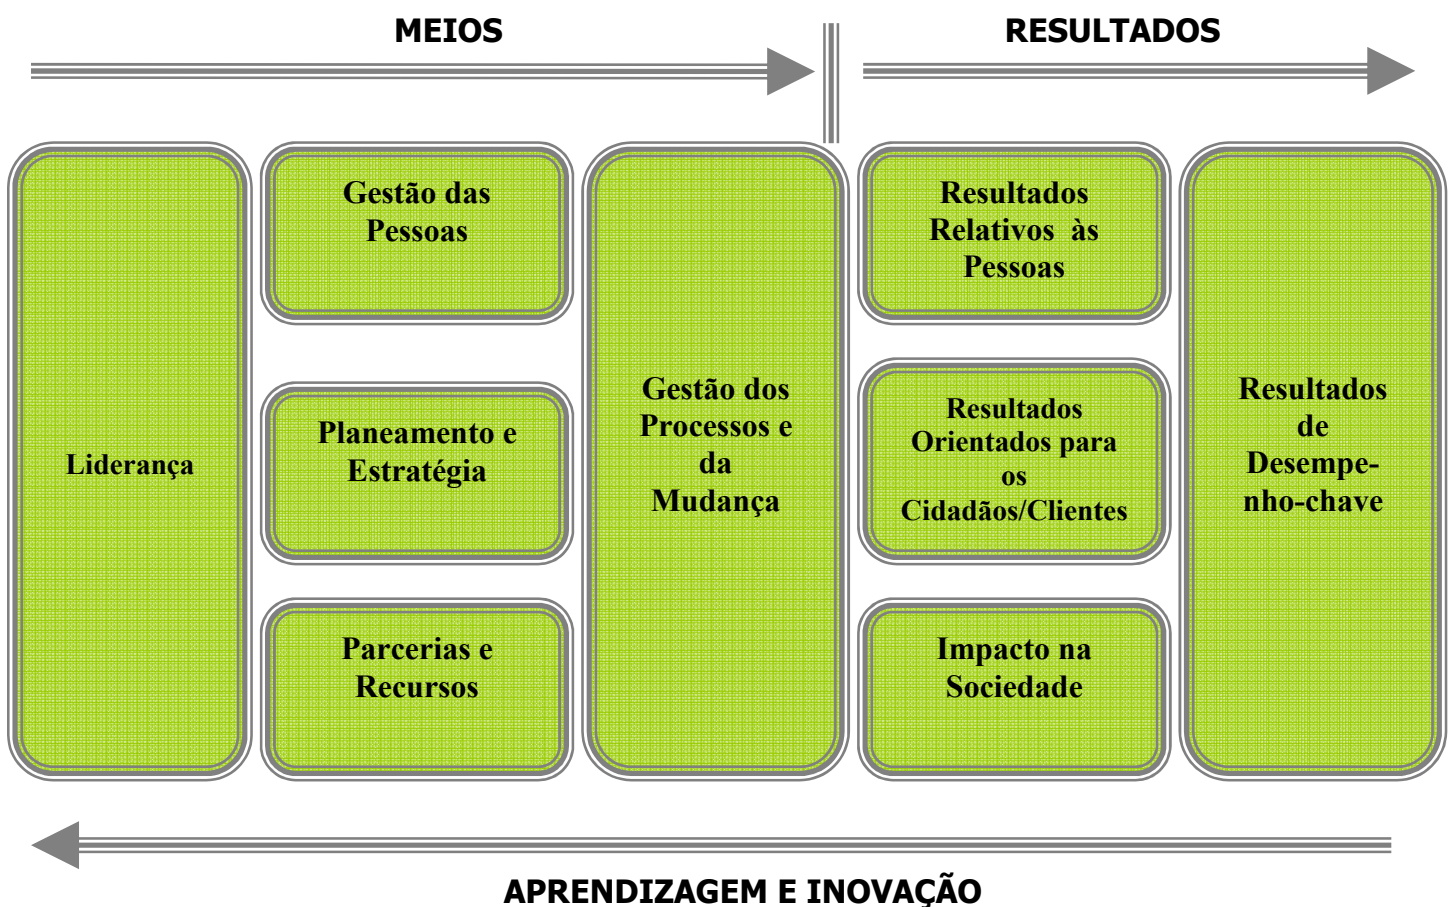 MEIOS
RESULTADOS
Liderança
Gestão das
Pessoas
Planeamento e
Estratégia
Parcerias e
Recursos
Gestão dos
Processos e
da
Mudança
Resultados
Relativos às
Pessoas
Resultados
Orientados para
os
Cidadãos/Clientes
Impacto na
Sociedade
Resultados
de
Desempe-
nho-chave
APRENDIZAGEM E INOVAÇÃO